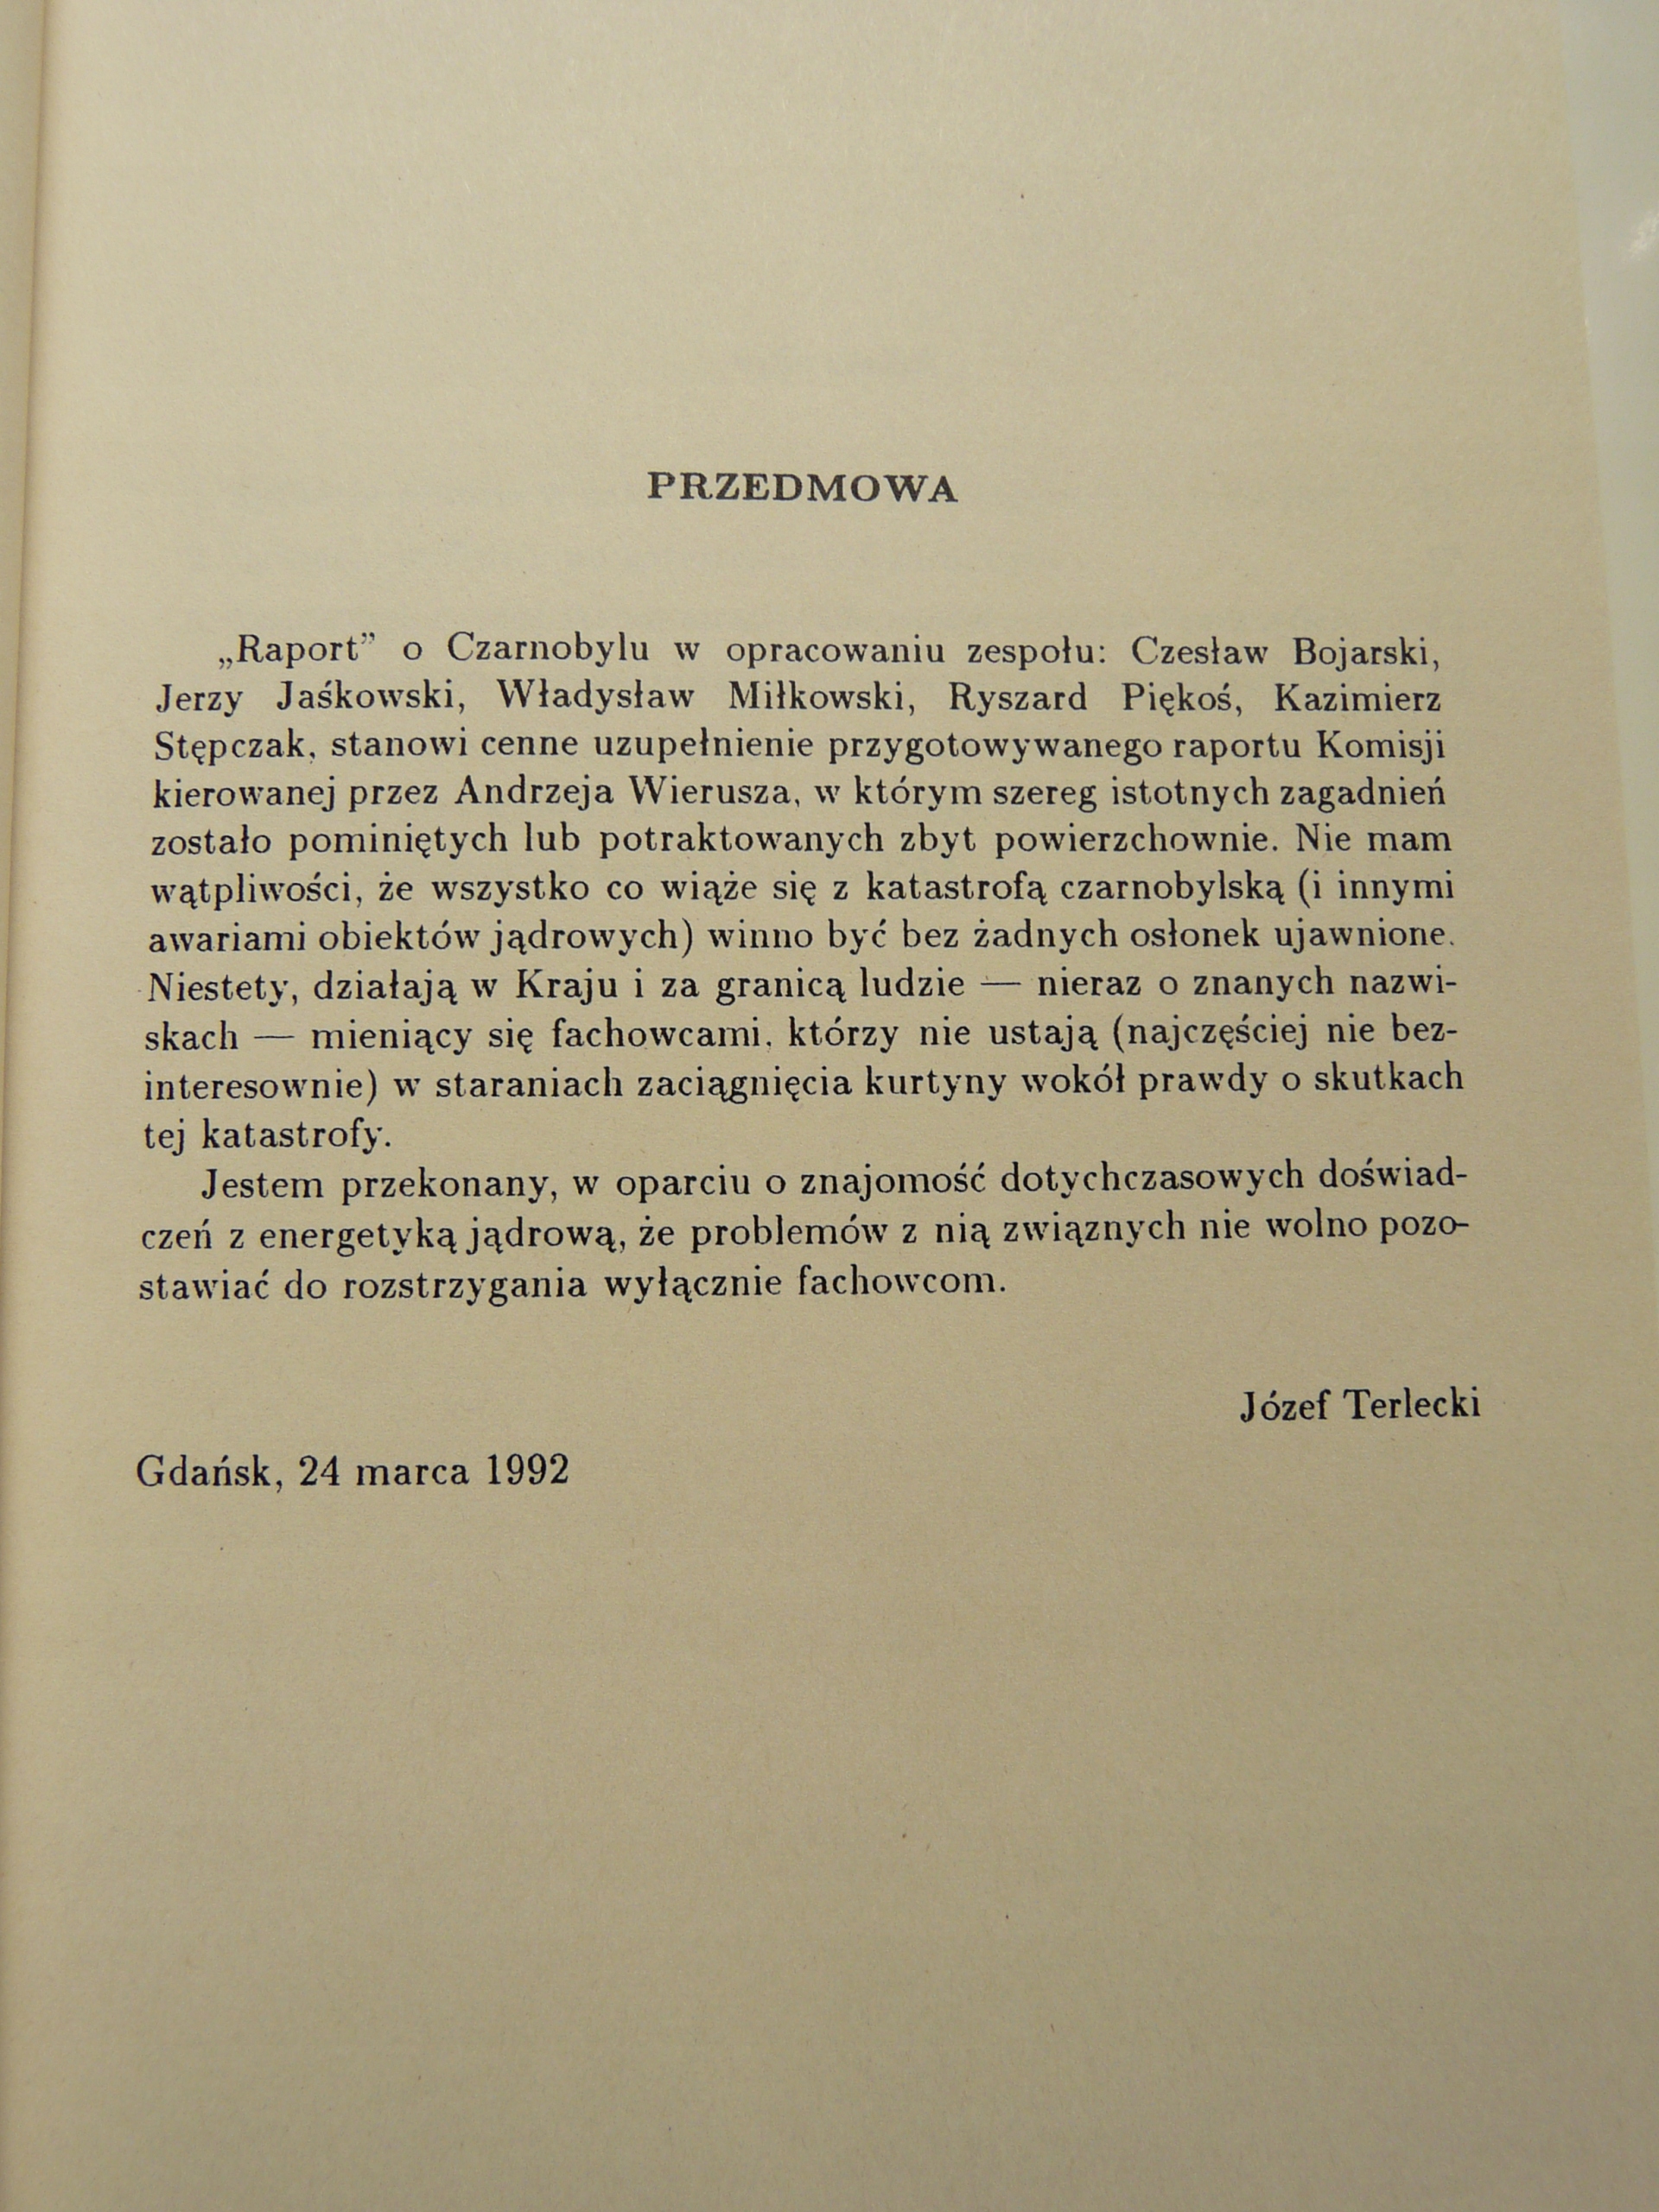 PRZEDMOWA
„Raport” o Czarnobylu w opracowaniu zespołu: Czesław Bojarski,
Jerzy Jaśkowski, Władysław Miłkowski, Ryszard Piękoś, Kazimierz
Stępczak, stanowi cenne uzupełnienie przygotowywanego raportu Komisji
kierowanej przez Andrzeja Wierusza, w którym szereg istotnych zagadnień
zostało pominiętych lub potraktowanych zbyt powierzchownie. Nie mam
wątpliwości, że wszystko co wiąże się z katastrofą czarnobylską (i innymi
awariami obiektów jądrowych) winno być bez żadnych osłonek ujawnione.
Niestety, działają w Kraju i za granicą ludzie — nieraz o znanych nazwi-
skach — mieniący się fachowcami, którzy nie ustają (najczęściej nie bez-
interesownie) w staraniach zaciągnięcia kurtyny wokół prawdy o skutkach
tej katastrofy.
Jestem przekonany, w oparciu o znajomość dotychczasowych doświad-
czeń z energetyką jądrową, że problemów z nią związnych nie wolno pozo-
stawiać do rozstrzygania wyłącznie fachowcom.
Józef Terlecki
Gdańsk, 24 marca 1992